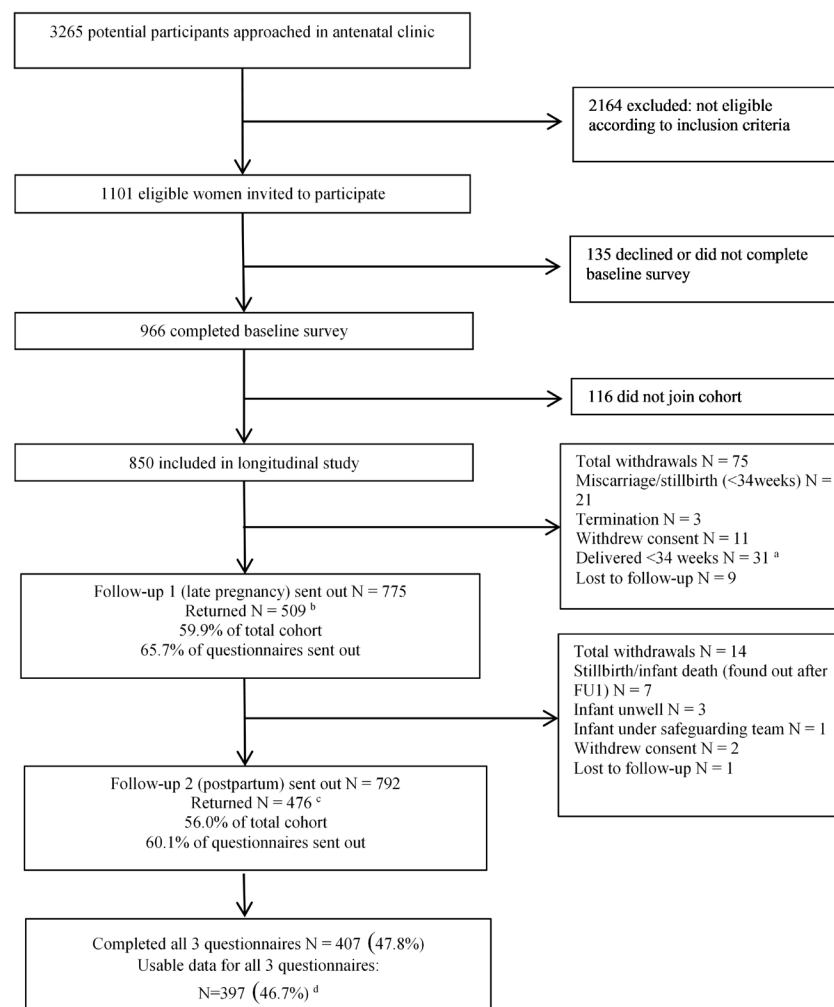 3265 potential participants approached in antenatal clinic
2164 excluded: not eligible
according to inclusion criteria
1101 eligible women invited to participate
135 declined or did not complete
baseline survey
966 completed baseline survey
116 did not join cohort
850 included in longitudinal study
Total withdrawals N = 75
Miscarriage/stillbirth (<34weeks) N =
21
Termination N = 3
Withdrew consent N = 11
Delivered <34 weeks N = 31 a
Lost to follow-up N = 9
Follow-up 1 (late pregnancy) sent out N = 775
Returned N = 509 b
59.9% of total cohort
65.7% of questionnaires sent out
Total withdrawals N = 14
Stillbirth/infant death (found out after
FU1) N = 7
Infant unwell N = 3
Infant under safeguarding team N = 1
Withdrew consent N = 2
Lost to follow-up N = 1
Follow-up 2 (postpartum) sent out N = 792
Returned N = 476 c
56.0% of total cohort
60.1% of questionnaires sent out
Completed all 3 questionnaires N = 407 (47.8%)
Usable data for all 3 questionnaires:
N=397 (46.7%) d